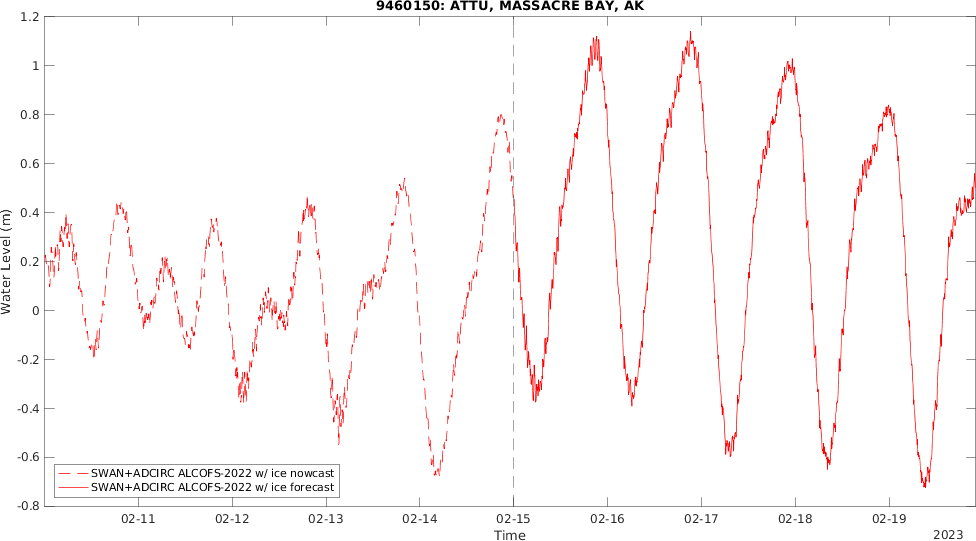 9460150: ATTU, MASSACRE BAY, AK
1.2
1
0.8
0.6
0.4
0.2
0
-0.2
-0.4
-0.6
-0.8
Water Level (m)
SWAN+ADCIRC ALCOFS-2022 w/ ice nowcast
SWAN+ADCIRC ALCOFS-2022 w/ ice forecast
02-11 02-12 02-13 02-14 02-15 02-16 02-17 02-18 02-19
Time
2023